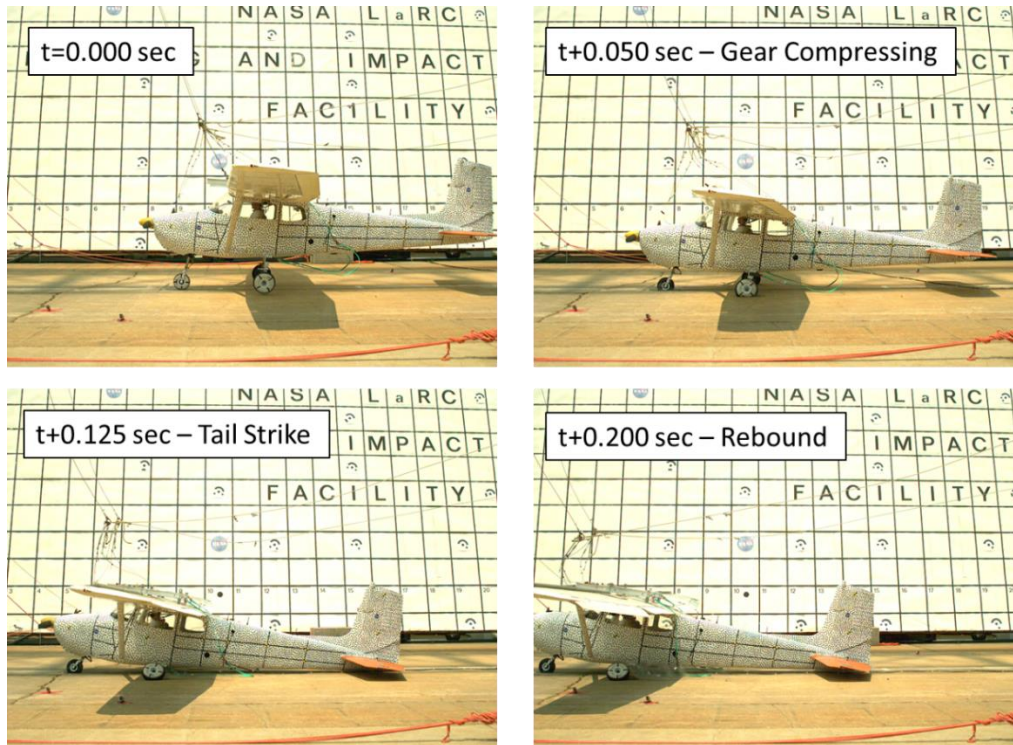 t=0.000 sec
NASA LaRC
AND IMPACT
FACILITY
t+0.050 sec – Gear Compressing
NASA LaRC
FACILITY
t+0.125 sec – Tail Strike
NASA LaRC
IMPACT
FACILITY
t+0.200 sec – Rebound
NASA LaRC
IMPACT
FACILITY